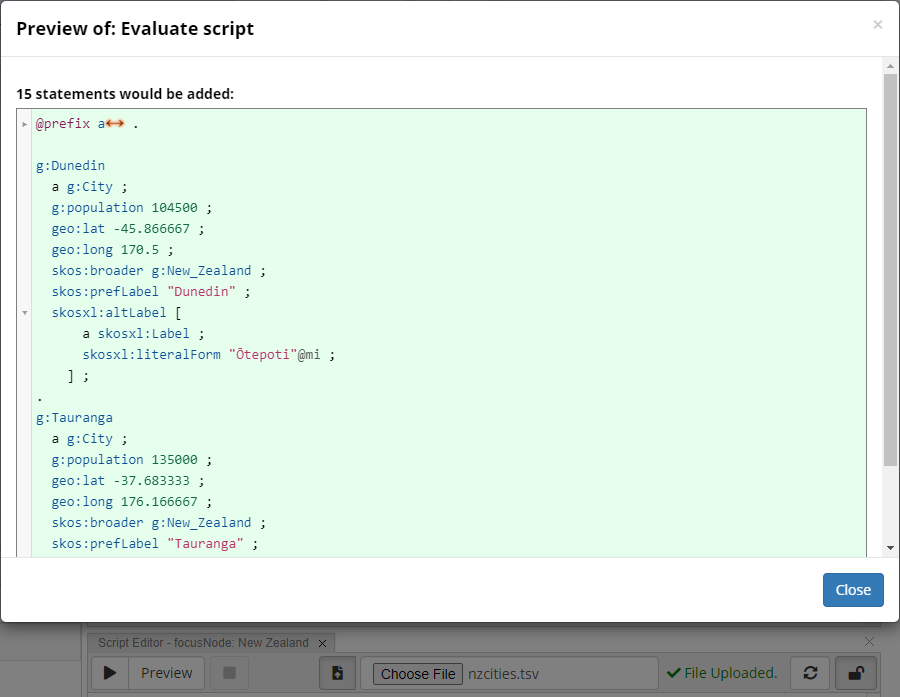 Preview of: Evaluate script
×
15 statements would be added:
@prefix a↔ .
g:Dunedin
a g:City ;
g:population 104500 ;
geo:lat -45.866667 ;
geo:long 170.5 ;
skos:broader g:New_Zealand ;
skos:prefLabel "Dunedin" ;
skosxl:altLabel [
a skosxl:Label ;
skosxl:literalForm "Ōtepoti"@mi ;
] ;
.
g:Tauranga
a g:City ;
g:population 135000 ;
geo:lat -37.683333 ;
geo:long 176.166667 ;
skos:broader g:New_Zealand ;
skos:prefLabel "Tauranga" ;
Close
Script Editor - focusNode: New Zealand ×
Preview Choose File nzcities.tsv File Uploaded.